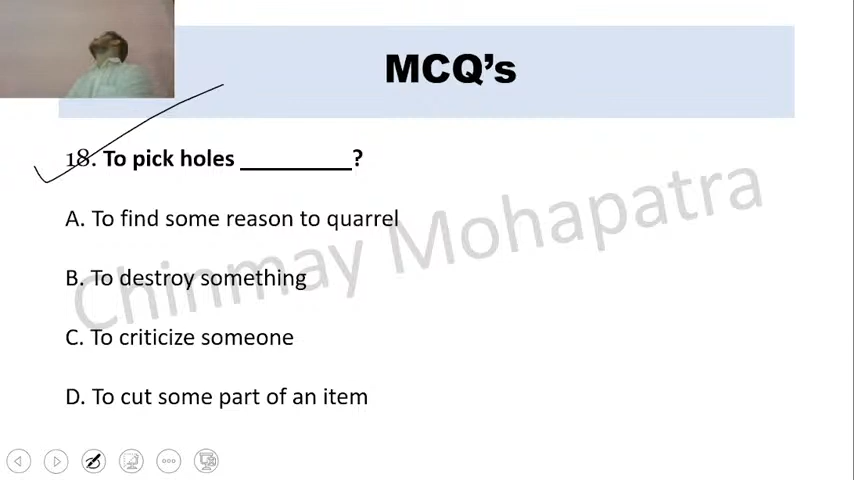 MCQ's
18. To pick holes _________?
A. To find some reason to quarrel
B. To destroy something
C. To criticize someone
D. To cut some part of an item
Chinmay Mohapatra